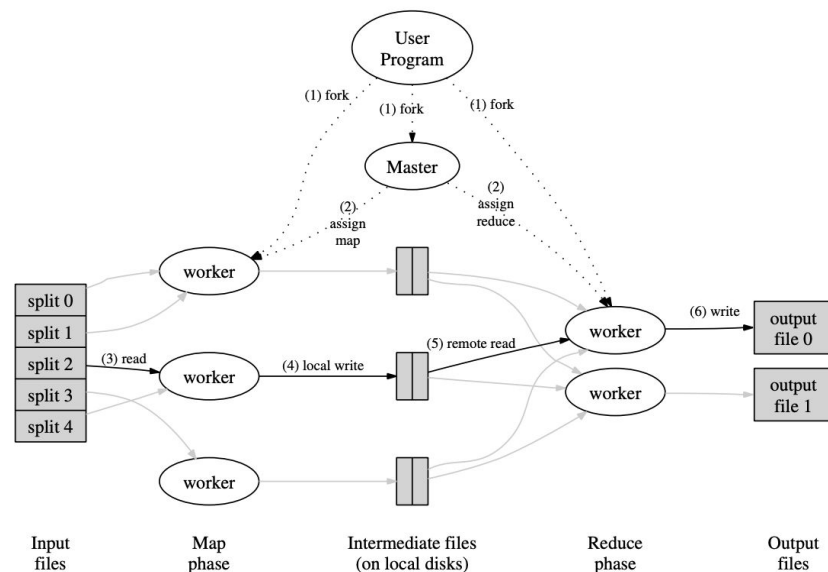 User
Program
(1) fork
(1) fork
(1) fork
Master
(2)
assign
map
(2)
assign
reduce
worker
split 0
split 1
split 2
split 3
split 4
(3) read
worker
(4) local write
(5) remote read
worker
(6) write
output
file 0
worker
output
file 1
worker
Input
files
Map
phase
Intermediate files
(on local disks)
Reduce
phase
Output
files